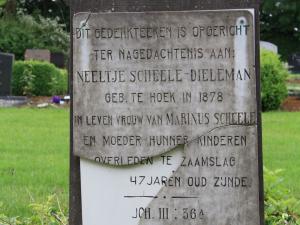 DIT GEDENKTEEKEN IS OPGERICHT
TER NAGEDACHTENIS AAN:
NEELTJE SCHEELE-DIELEMAN
GEB. TE HOEK IN 1878
IN LEVEN VROUW VAN MARINUS SCHEELE
EN MOEDER HUNNER KINDEREN
OVERLEDEN TE ZAAMSLAG
47 JAREN OUD ZIJNDE.
JOH. III : 36A